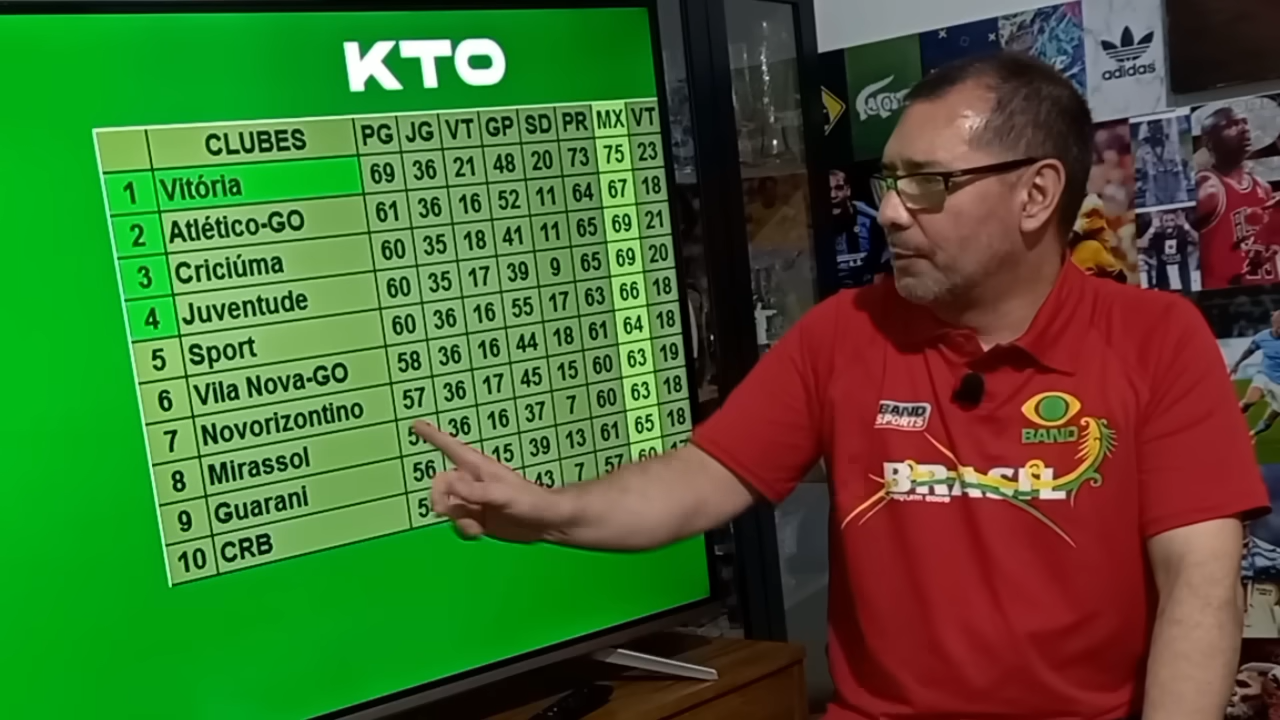 KTO
CLUBES PG JG VT GP SD PR MX VT
1 Vitória 69 36 21 48 20 73 75 23
2 Atlético-GO 61 36 16 52 11 64 67 18
3 Criciúma 60 35 18 41 11 65 69 21
4 Juventude 60 35 17 39 9 65 69 20
5 Sport 60 36 16 55 17 63 66 18
6 Vila Nova-GO 58 36 16 44 18 61 64 18
7 Novorizontino 57 36 17 45 15 60 63 19
8 Mirassol 36 16 37 7 60 63 18
9 Guarani 56 15 39 13 61 65 18
10 CRB 43 7 57 60
adidas
BAND
SPORTS
BAND
BRASIL